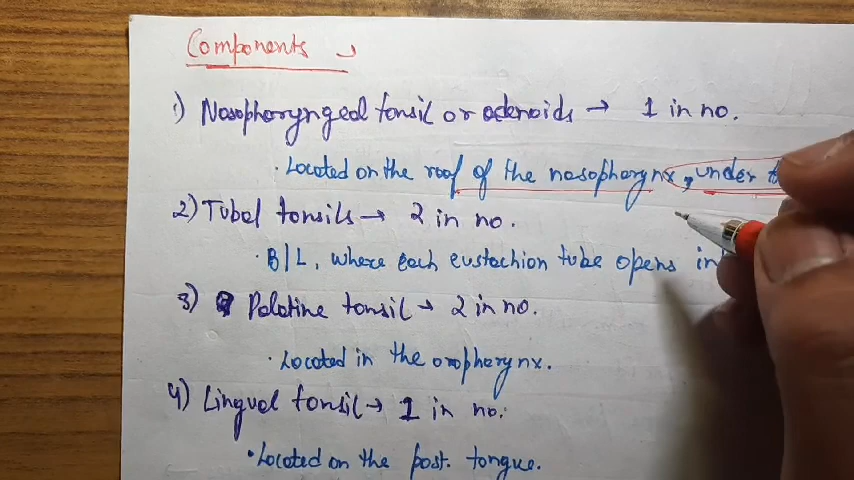 Components
1) Nasopharyngeal tonsil or adenoids → 1 in no.
· Located on the roof of the nasopharynx, under
2) Tubal tonsils → 2 in no.
· B/L, where each eustachian tube opens
3) Palatine tonsil → 2 in no.
· Located in the oropharynx.
4) Lingual tonsil → 1 in no.
· Located on the post. tongue.